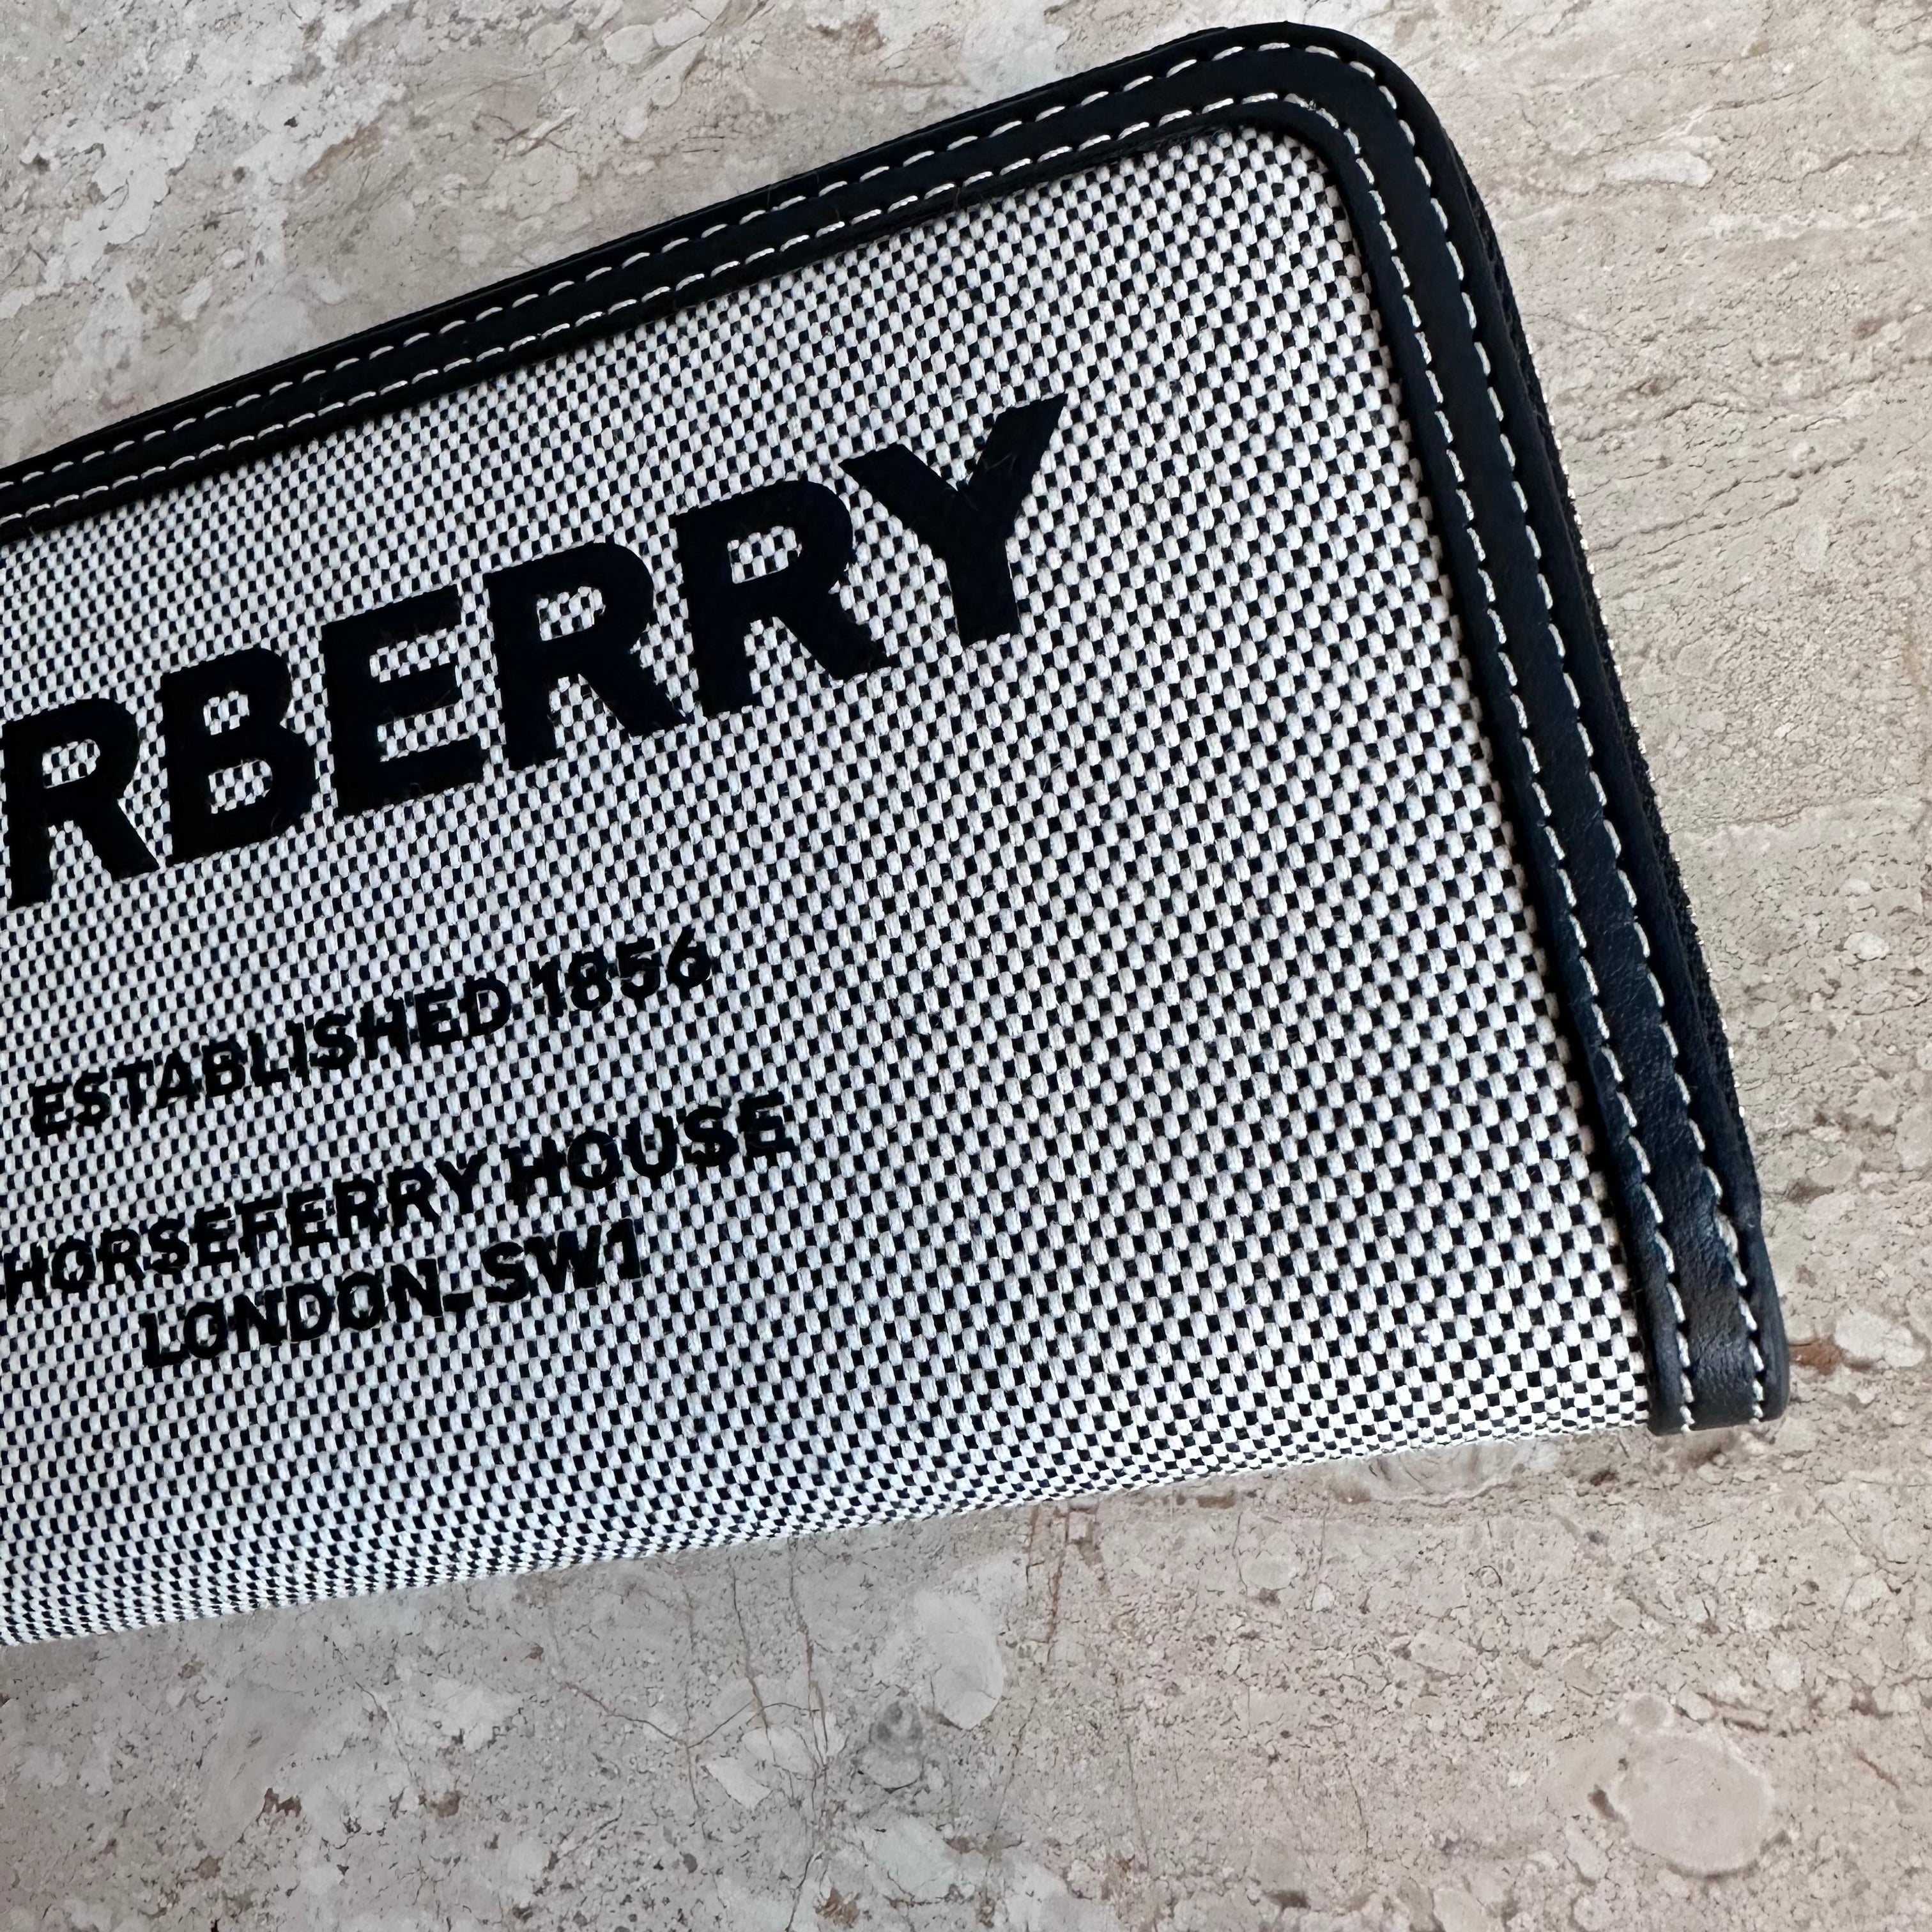 RBERRY
ESTABLISHED 1856
HORSEFERRY HOUSE
LONDON, SW1